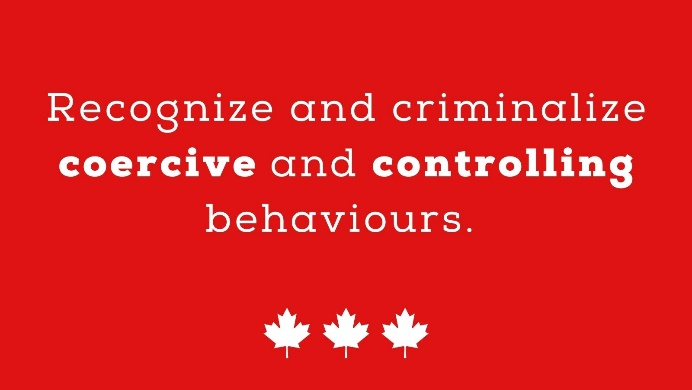 Recognize and criminalize
coercive and controlling
behaviours.